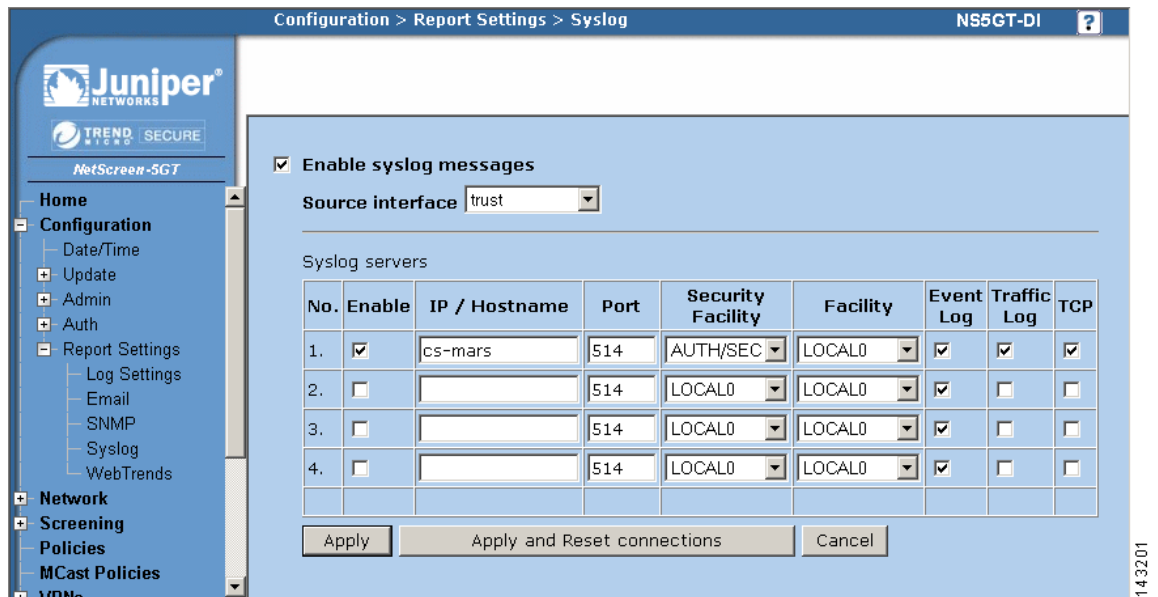 Configuration > Report Settings > Syslog NS5GT-DI ?
Juniper®
NETWORKS
TREND MICRO SECURE
NetScreen-5GT
Home
Configuration
Date/Time
Update
Admin
Auth
Report Settings
Log Settings
Email
SNMP
Syslog
WebTrends
Network
Screening
Policies
MCast Policies
VPNs
Enable syslog messages
Source interface trust
Syslog servers
No. Enable IP / Hostname Port Security Facility Facility Event Log Traffic Log TCP
1. cs-mars 514 AUTH/SEC LOCAL0
2. 514 LOCAL0 LOCAL0
3. 514 LOCAL0 LOCAL0
4. 514 LOCAL0 LOCAL0
Apply Apply and Reset connections Cancel
143201